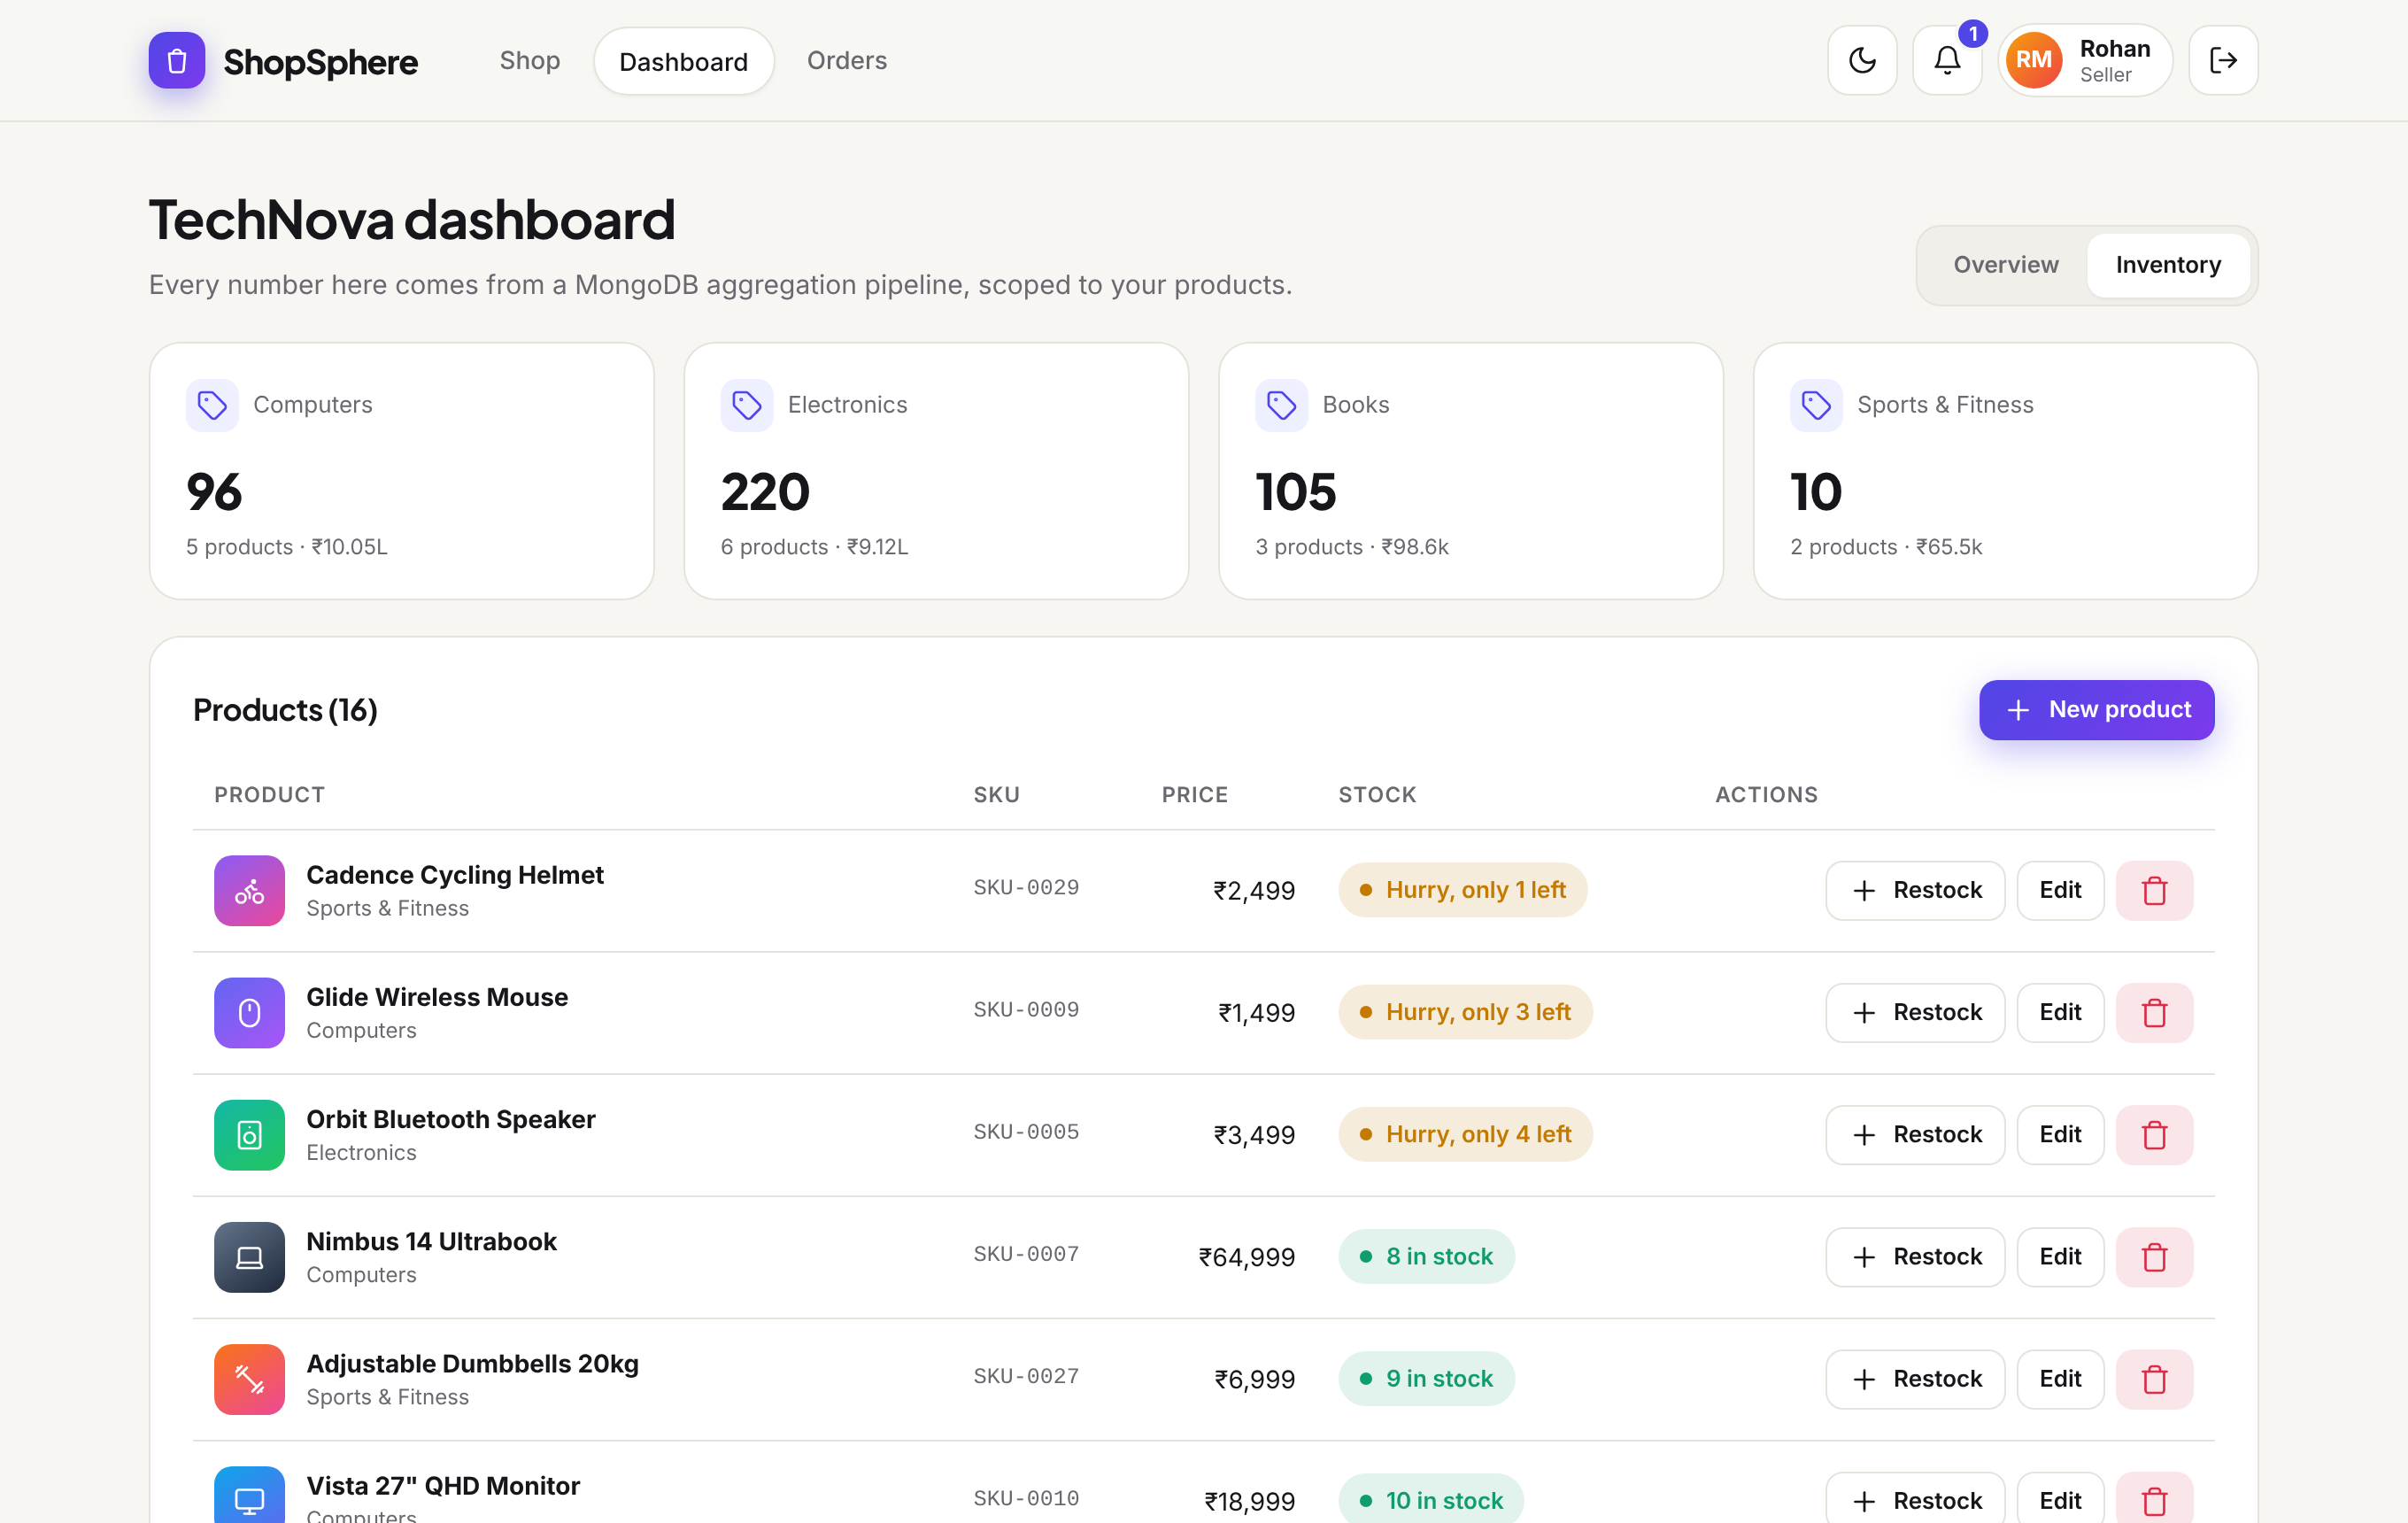 ShopSphere
Shop
Dashboard
Orders
1
RM
Rohan
Seller
TechNova dashboard
Every number here comes from a MongoDB aggregation pipeline, scoped to your products.
Overview
Inventory
Computers
96
5 products · ₹10.05L
Electronics
220
6 products · ₹9.12L
Books
105
3 products · ₹98.6k
Sports & Fitness
10
2 products · ₹65.5k
Products (16)
New product
PRODUCT SKU PRICE STOCK ACTIONS
Cadence Cycling Helmet
Sports & Fitness
SKU-0029
₹2,499
Hurry, only 1 left
Restock
Edit
Glide Wireless Mouse
Computers
SKU-0009
₹1,499
Hurry, only 3 left
Restock
Edit
Orbit Bluetooth Speaker
Electronics
SKU-0005
₹3,499
Hurry, only 4 left
Restock
Edit
Nimbus 14 Ultrabook
Computers
SKU-0007
₹64,999
8 in stock
Restock
Edit
Adjustable Dumbbells 20kg
Sports & Fitness
SKU-0027
₹6,999
9 in stock
Restock
Edit
Vista 27" QHD Monitor
Computers
SKU-0010
₹18,999
10 in stock
Restock
Edit